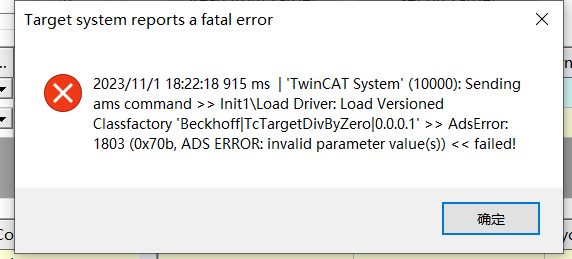 Target system reports a fatal error
2023/11/1 18:22:18 915 ms | 'TwinCAT System' (10000): Sending
ams command >> Init1\Load Driver: Load Versioned
Classfactory 'Beckhoff|TcTargetDivByZero|0.0.0.1' >> AdsError:
1803 (0x70b, ADS ERROR: invalid parameter value(s)) << failed!
确定